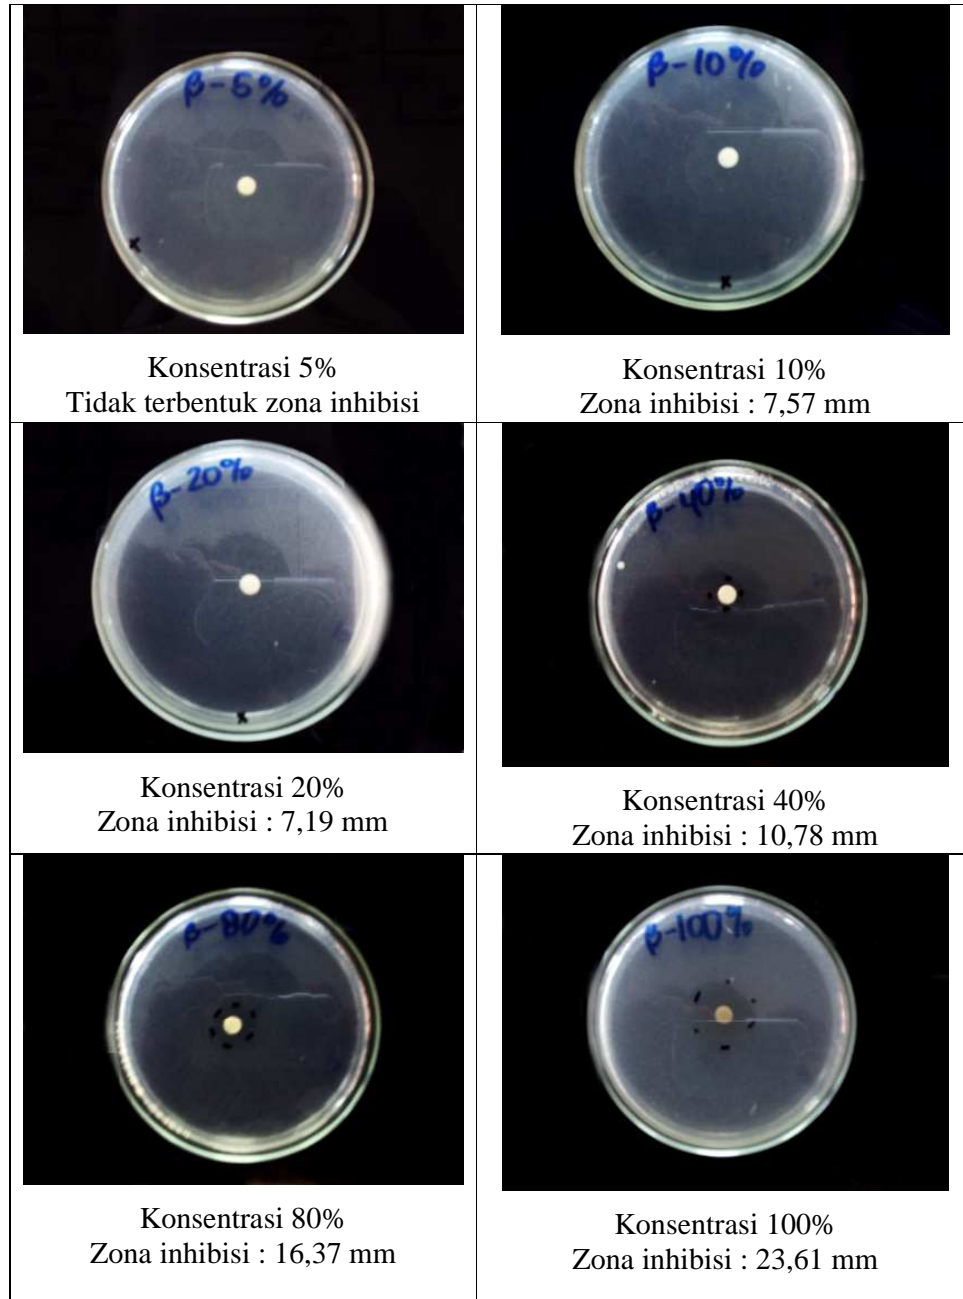 β-5%
β-10%
x
x
Konsentrasi 5%
Tidak terbentuk zona inhibisi
Konsentrasi 10%
Zona inhibisi : 7,57 mm
β-20%
β-40%
x
Konsentrasi 20%
Zona inhibisi : 7,19 mm
Konsentrasi 40%
Zona inhibisi : 10,78 mm
β-80%
β-100%
Konsentrasi 80%
Zona inhibisi : 16,37 mm
Konsentrasi 100%
Zona inhibisi : 23,61 mm